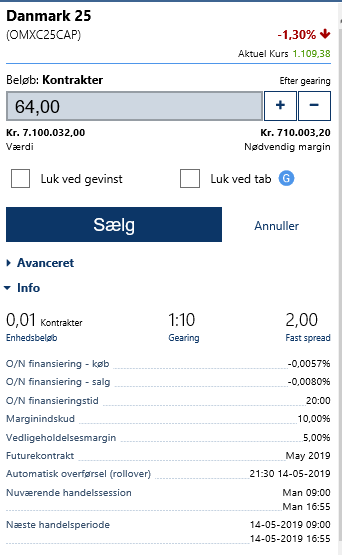 Danmark 25
(OMXC25CAP)
-1,30%
Aktuel Kurs 1.109,38
Beløb: Kontrakter
Efter gearing
64,00
+
−
Kr. 7.100.032,00
Kr. 710.003,20
Værdi
Nødvendig margin
Luk ved gevinst
Luk ved tab G
Sælg
Annuller
Avanceret
Info
0,01 Kontrakter
1:10
2,00
Enhedsbeløb
Gearing
Fast spread
O/N finansiering - køb -0,0057%
O/N finansiering - salg -0,0080%
O/N finansieringstid 20:00
Marginindskud 10,00%
Vedligeholdelsesmargin 5,00%
Futurekontrakt May 2019
Automatisk overførsel (rollover) 21:30 14-05-2019
Nuværende handelssession Man 09:00
Man 16:55
Næste handelsperiode 14-05-2019 09:00
14-05-2019 16:55